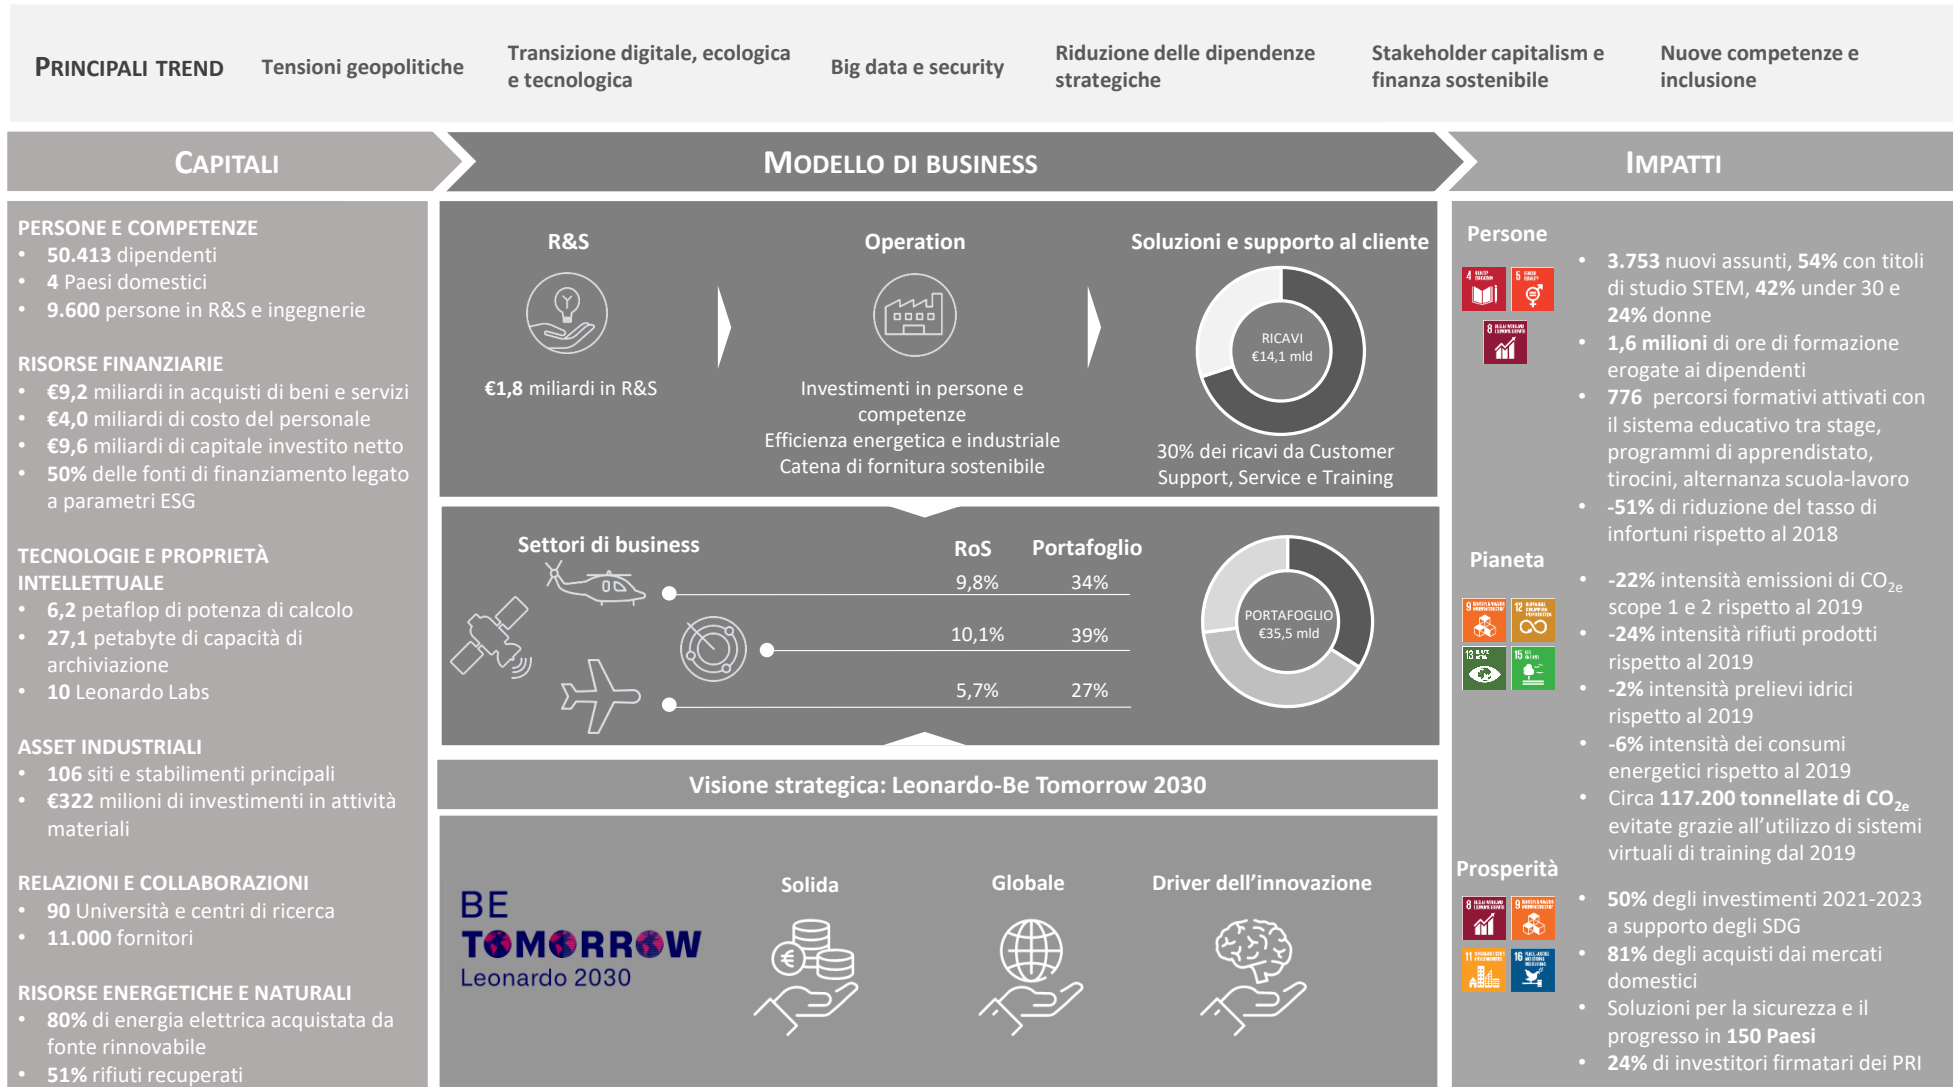 PRINCIPALI TREND
Tensioni geopolitiche
Transizione digitale, ecologica
e tecnologica
Big data e security
Riduzione delle dipendenze
strategiche
Stakeholder capitalism e
finanza sostenibile
Nuove competenze e
inclusione
CAPITALI
MODELLO DI BUSINESS
IMPATTI
PERSONE E COMPETENZE
• 50.413 dipendenti
• 4 Paesi domestici
• 9.600 persone in R&S e ingegnerie
RISORSE FINANZIARIE
• €9,2 miliardi in acquisti di beni e servizi
• €4,0 miliardi di costo del personale
• €9,6 miliardi di capitale investito netto
• 50% delle fonti di finanziamento legato
a parametri ESG
TECNOLOGIE E PROPRIETÀ
INTELLETTUALE
• 6,2 petaflop di potenza di calcolo
• 27,1 petabyte di capacità di
archiviazione
• 10 Leonardo Labs
ASSET INDUSTRIALI
• 106 siti e stabilimenti principali
• €322 milioni di investimenti in attività
materiali
RELAZIONI E COLLABORAZIONI
• 90 Università e centri di ricerca
• 11.000 fornitori
RISORSE ENERGETICHE E NATURALI
• 80% di energia elettrica acquistata da
fonte rinnovabile
• 51% rifiuti recuperati
R&S
€1,8 miliardi in R&S
Operation
Investimenti in persone e
competenze
Efficienza energetica e industriale
Catena di fornitura sostenibile
Soluzioni e supporto al cliente
RICAVI
€14,1 mld
30% dei ricavi da Customer
Support, Service e Training
Settori di business
RoS Portafoglio
9,8% 34%
10,1% 39%
5,7% 27%
PORTAFOGLIO
€35,5 mld
Visione strategica: Leonardo-Be Tomorrow 2030
BE
TOMORROW
Leonardo 2030
Solida
Globale
Driver dell'innovazione
€
Persone
4
5
8
• 3.753 nuovi assunti, 54% con titoli
di studio STEM, 42% under 30 e
24% donne
• 1,6 milioni di ore di formazione
erogate ai dipendenti
• 776 percorsi formativi attivati con
il sistema educativo tra stage,
programmi di apprendistato,
tirocini, alternanza scuola-lavoro
• -51% di riduzione del tasso di
infortuni rispetto al 2018
Pianeta
9
12
13
15
• -22% intensità emissioni di CO2e
scope 1 e 2 rispetto al 2019
• -24% intensità rifiuti prodotti
rispetto al 2019
• -2% intensità prelievi idrici
rispetto al 2019
• -6% intensità dei consumi
energetici rispetto al 2019
• Circa 117.200 tonnellate di CO2e
evitate grazie all'utilizzo di sistemi
virtuali di training dal 2019
Prosperità
8
9
11
16
• 50% degli investimenti 2021-2023
a supporto degli SDG
• 81% degli acquisti dai mercati
domestici
• Soluzioni per la sicurezza e il
progresso in 150 Paesi
• 24% di investitori firmatari dei PRI